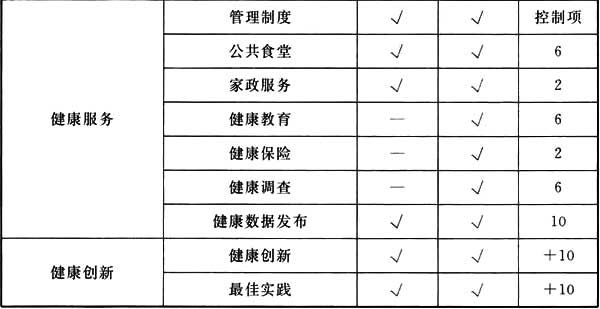 管理制度 √ √ 控制项
公共食堂 √ √ 6
家政服务 √ √ 2
健康服务 健康教育 — √ 6
健康保险 — √ 2
健康调查 — √ 6
健康数据发布 √ √ 10
健康创新 健康创新 √ √ +10
最佳实践 √ √ +10